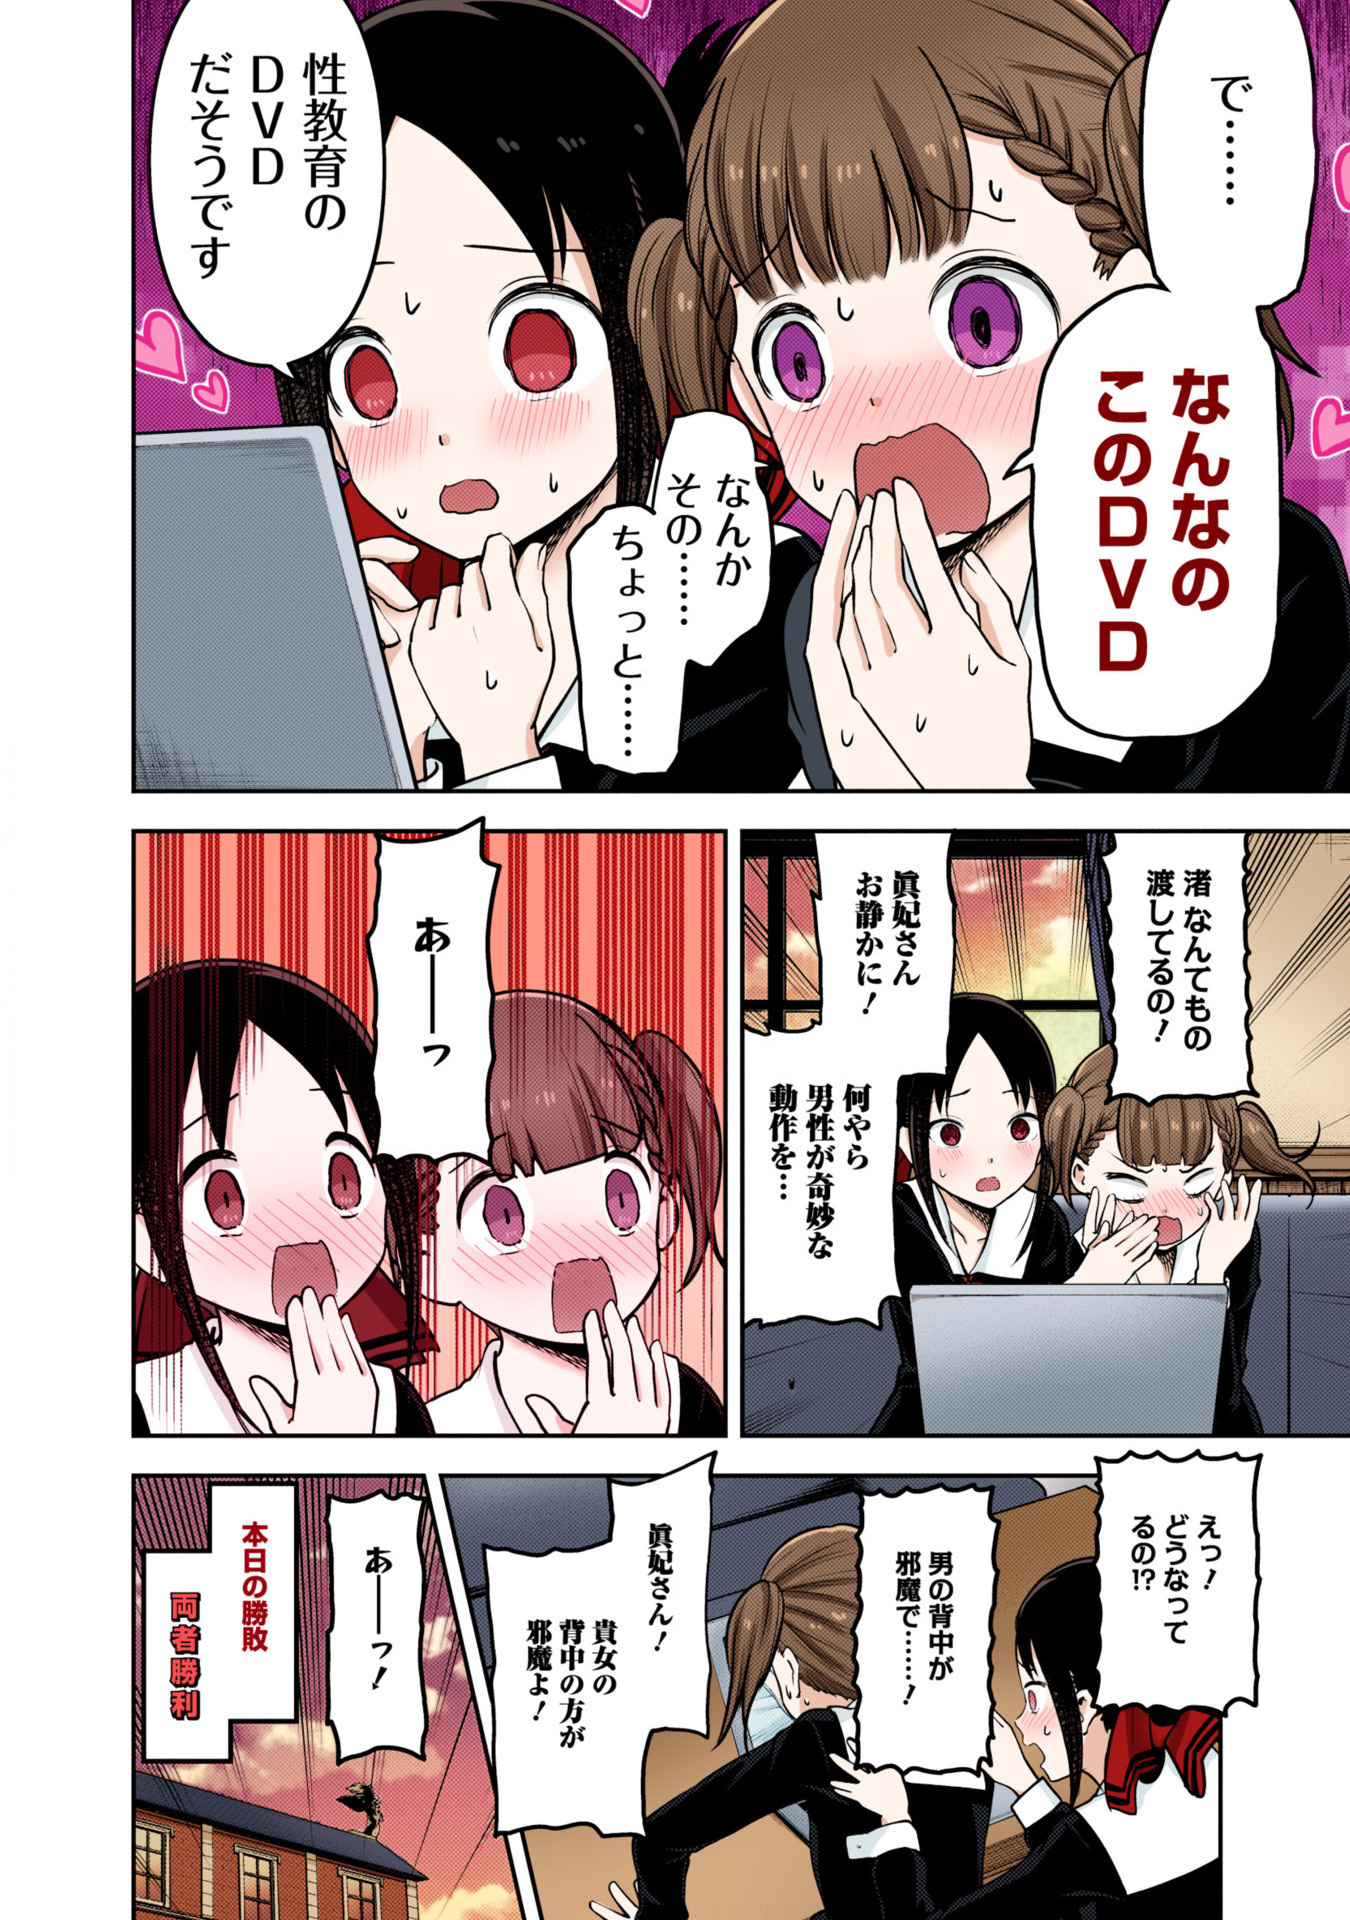 で……
なんなの
このＤＶＤ
なんか
その……
ちょっと……
性教育の
ＤＶＤ
だそうです
渚 なんてもの
渡してるの！
眞妃さん
お静かに！
何やら
男性が奇妙な
動作を…
あーーっ
えっ！
どうなって
るの!?
男の背中が
邪魔で……！
眞妃さん！
貴女の
背中の方が
邪魔よ！
あーーっ！
本日の勝敗
両者勝利